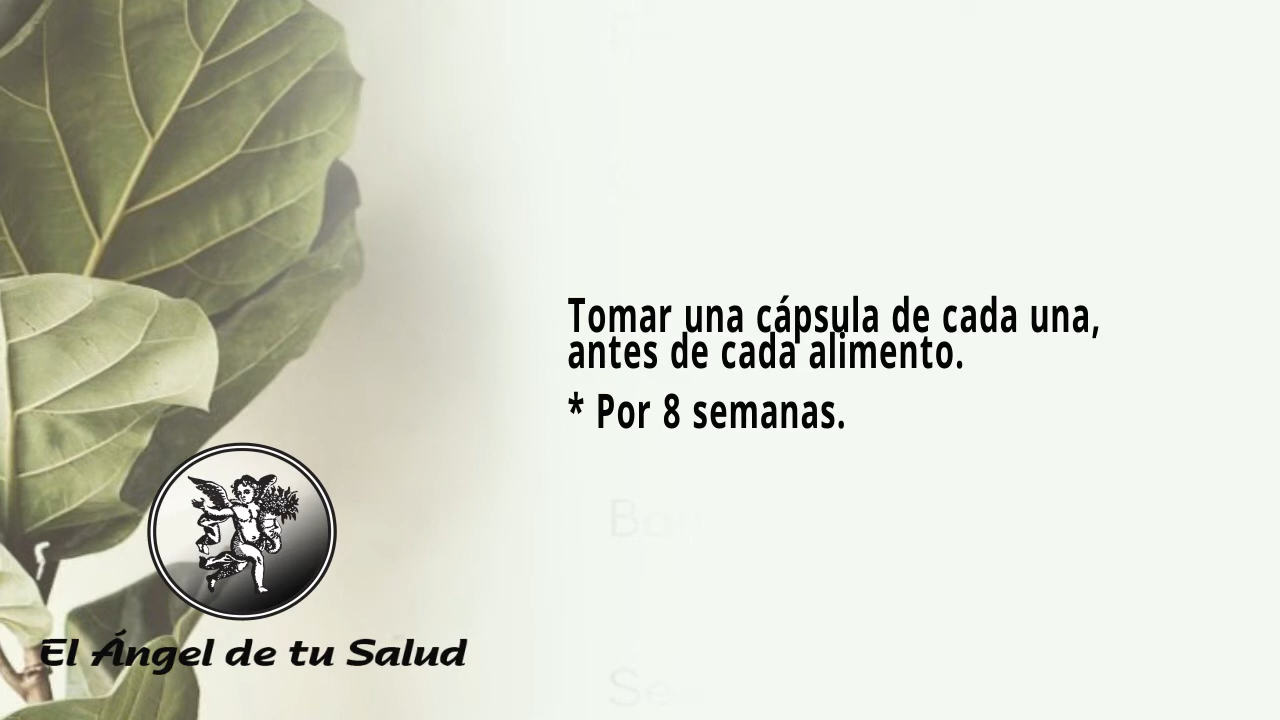 Tomar una cápsula de cada una,
antes de cada alimento.
* Por 8 semanas.
El Ángel de tu Salud